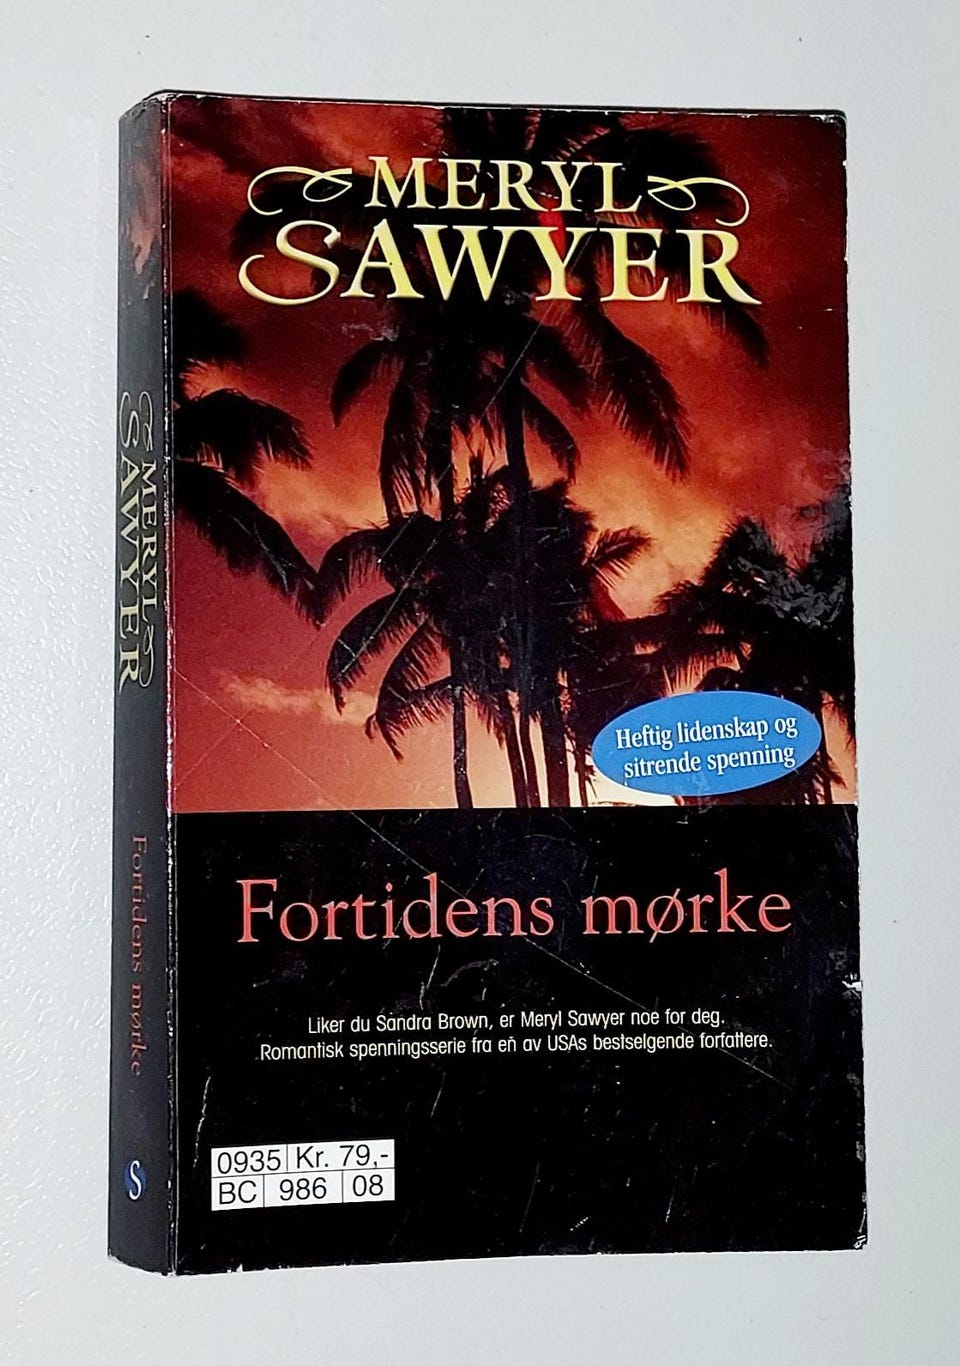 MERYL
SAWYER
Heftig lidenskap og
sitrende spenning
Fortidens mørke
Liker du Sandra Brown, er Meryl Sawyer noe for deg.
Romantisk spenningsserie fra en av USAs bestselgende forfattere.
0935 Kr. 79,-
BC 986 08
MERYL
SAWYER
Fortidens mørke
S